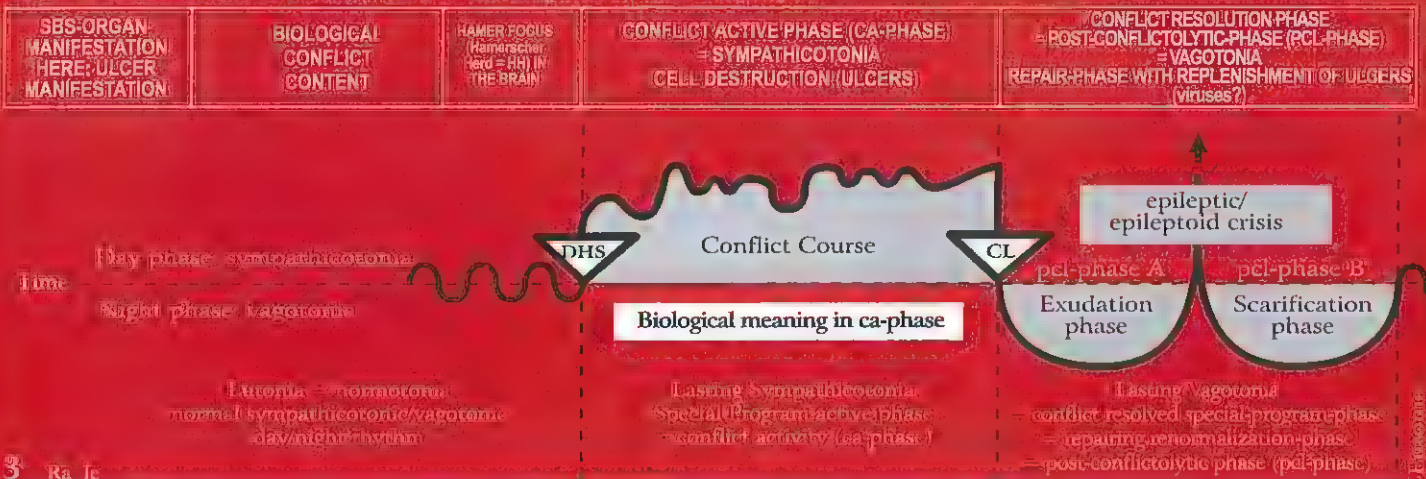 SBS-ORGAN
MANIFESTATION
HERE: ULCER
MANIFESTATION
BIOLOGICAL
CONFLICT
CONTENT
HAMER FOCUS
(Hamerscher
Herd = HH) IN
THE BRAIN
CONFLICT ACTIVE PHASE (CA-PHASE)
= SYMPATHICOTONIA
CELL DESTRUCTION (ULCERS)
CONFLICT RESOLUTION PHASE
= POST-CONFLICTOLYTIC-PHASE (PCL-PHASE)
= VAGOTONIA
REPAIR-PHASE WITH REPLENISHMENT OF ULCERS
(viruses?)
epileptic/
epileptoid crisis
DHS
Conflict Course
CL
Day phase sympathicotonia
pcl-phase A
pcl-phase B
Time
Night phase vagotonia
Exudation
phase
Scarification
phase
Biological meaning in ca-phase
Eutonia = normotonia
normal sympathicotonic/vagotonic
day/night rhythm
Lasting Sympathicotonia
Special Program-active phase
conflict activity (ca phase)
Lasting Vagotonia
= conflict resolved special-program-phase
= repairing-renormalization-phase
= post-conflictolytic phase (pcl-phase)
3 Ra le